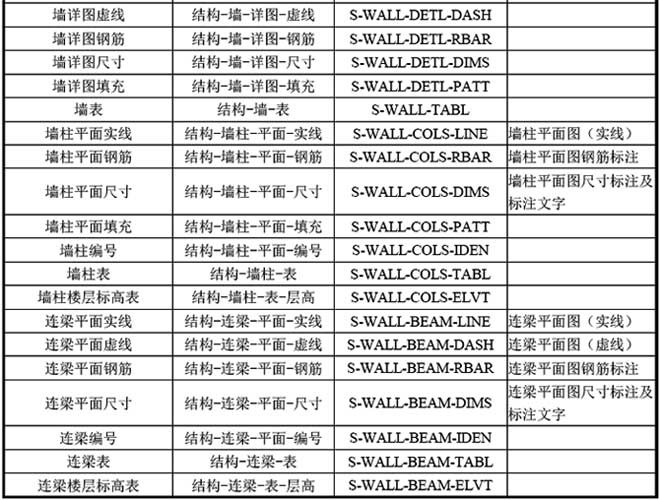 墙详图虚线 结构-墙-详图-虚线 S-WALL-DETL-DASH
墙详图钢筋 结构-墙-详图-钢筋 S-WALL-DETL-RBAR
墙详图尺寸 结构-墙-详图-尺寸 S-WALL-DETL-DIMS
墙详图填充 结构-墙-详图-填充 S-WALL-DETL-PATT
墙表 结构-墙-表 S-WALL-TABL
墙柱平面实线 结构-墙柱-平面-实线 S-WALL-COLS-LINE 墙柱平面图（实线）
墙柱平面钢筋 结构-墙柱-平面-钢筋 S-WALL-COLS-RBAR 墙柱平面图钢筋标注
墙柱平面尺寸 结构-墙柱-平面-尺寸 S-WALL-COLS-DIMS 墙柱平面图尺寸标注及
标注文字
墙柱平面填充 结构-墙柱-平面-填充 S-WALL-COLS-PATT
墙柱编号 结构-墙柱-平面-编号 S-WALL-COLS-IDEN
墙柱表 结构-墙柱-表 S-WALL-COLS-TABL
墙柱楼层标高表 结构-墙柱-表-层高 S-WALL-COLS-ELVT
连梁平面实线 结构-连梁-平面-实线 S-WALL-BEAM-LINE 连梁平面图（实线）
连梁平面虚线 结构-连梁-平面-虚线 S-WALL-BEAM-DASH 连梁平面图（虚线）
连梁平面钢筋 结构-连梁-平面-钢筋 S-WALL-BEAM-RBAR 连梁平面图钢筋标注
连梁平面尺寸 结构-连梁-平面-尺寸 S-WALL-BEAM-DIMS 连梁平面图尺寸标注及
标注文字
连梁编号 结构-连梁-平面-编号 S-WALL-BEAM-IDEN
连梁表 结构-连梁-表 S-WALL-BEAM-TABL
连梁楼层标高表 结构-连梁-表-层高 S-WALL-BEAM-ELVT